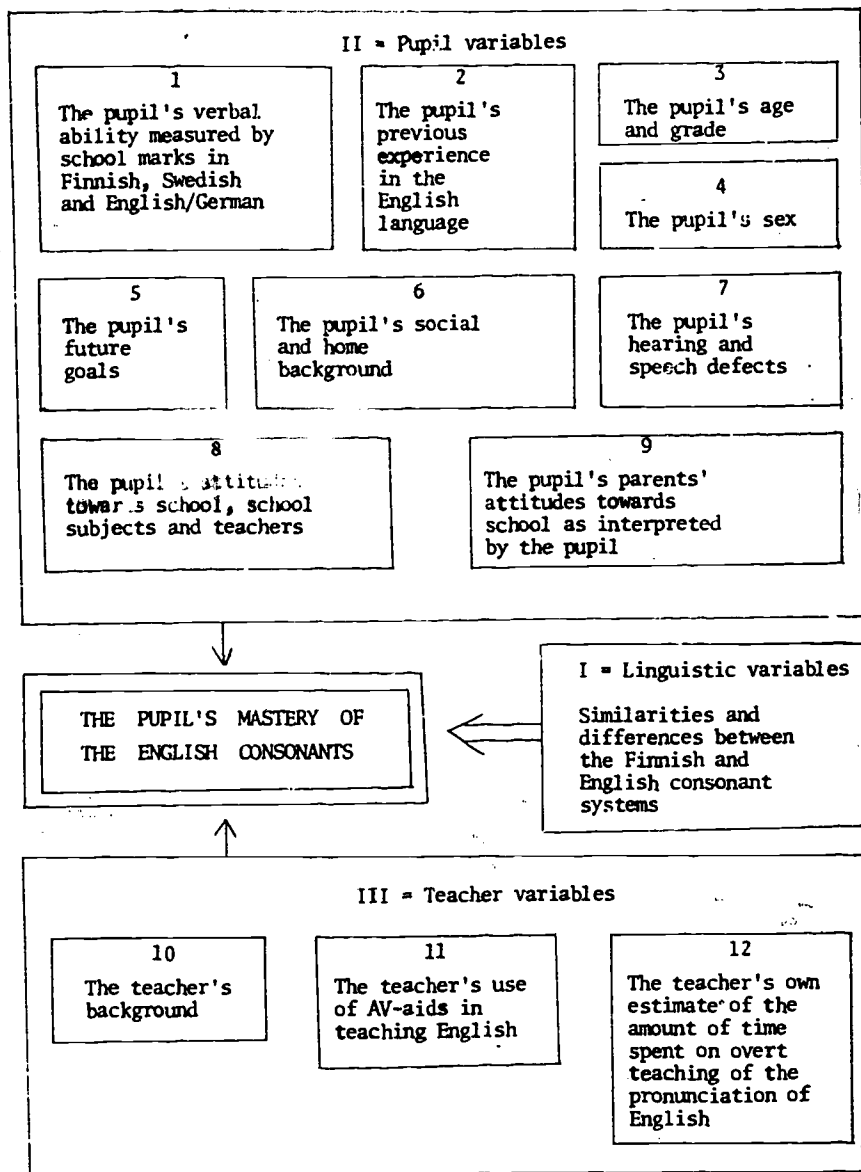 II = Pupil variables
1
The pupil's verbal
ability measured by
school marks in
Finnish, Swedish
and English/German
2
The pupil's
previous
experience
in the
English
language
3
The pupil's age
and grade
4
The pupil's sex
5
The pupil's
future
goals
6
The pupil's social
and home
background
7
The pupil's
hearing and
speech defects
8
The pupil's attitudes
towards school, school
subjects and teachers
9
The pupil's parents'
attitudes towards
school as interpreted
by the pupil
THE PUPIL'S MASTERY OF
THE ENGLISH CONSONANTS
I = Linguistic variables
Similarities and
differences between
the Finnish and
English consonant
systems
III = Teacher variables
10
The teacher's
background
11
The teacher's use
of AV-aids in
teaching English
12
The teacher's own
estimate of the
amount of time
spent on overt
teaching of the
pronunciation of
English